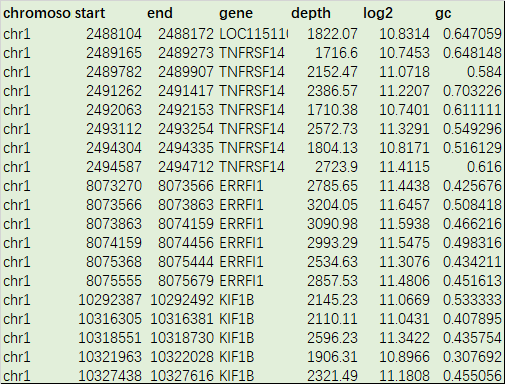 chromoso start end gene depth log2 gc
chr1 2488104 2488172 LOC11511 1822.07 10.8314 0.647059
chr1 2489165 2489273 TNFRSF14 1716.6 10.7453 0.648148
chr1 2489782 2489907 TNFRSF14 2152.47 11.0718 0.584
chr1 2491262 2491417 TNFRSF14 2386.57 11.2207 0.703226
chr1 2492063 2492153 TNFRSF14 1710.38 10.7401 0.611111
chr1 2493112 2493254 TNFRSF14 2572.73 11.3291 0.549296
chr1 2494304 2494335 TNFRSF14 1804.13 10.8171 0.516129
chr1 2494587 2494712 TNFRSF14 2723.9 11.4115 0.616
chr1 8073270 8073566 ERRFI1 2785.65 11.4438 0.425676
chr1 8073566 8073863 ERRFI1 3204.05 11.6457 0.508418
chr1 8073863 8074159 ERRFI1 3090.98 11.5938 0.466216
chr1 8074159 8074456 ERRFI1 2993.29 11.5475 0.498316
chr1 8075368 8075444 ERRFI1 2534.63 11.3076 0.434211
chr1 8075555 8075679 ERRFI1 2857.53 11.4806 0.451613
chr1 10292387 10292492 KIF1B 2145.23 11.0669 0.533333
chr1 10316305 10316381 KIF1B 2110.11 11.0431 0.407895
chr1 10318551 10318730 KIF1B 2596.23 11.3422 0.435754
chr1 10321963 10322028 KIF1B 1906.31 10.8966 0.307692
chr1 10327438 10327616 KIF1B 2321.49 11.1808 0.455056